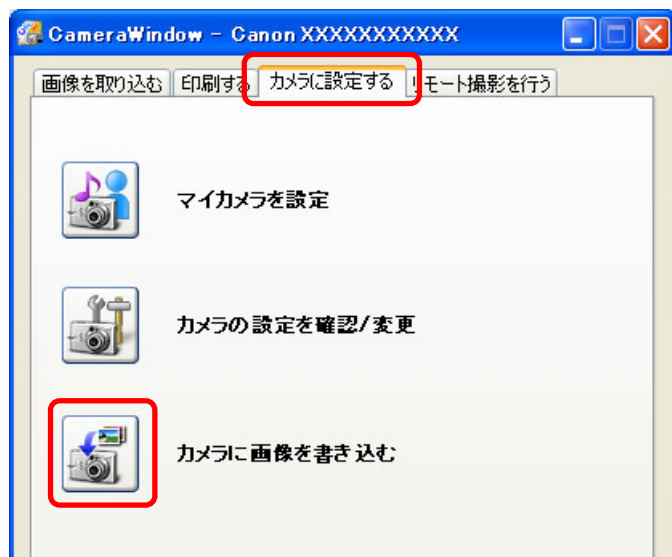 CameraWindow - Canon XXXXXXXXXXX
画像を取り込む 印刷する カメラに設定する リモート撮影を行う
マイカメラを設定
カメラの設定を確認/変更
カメラに画像を書き込む